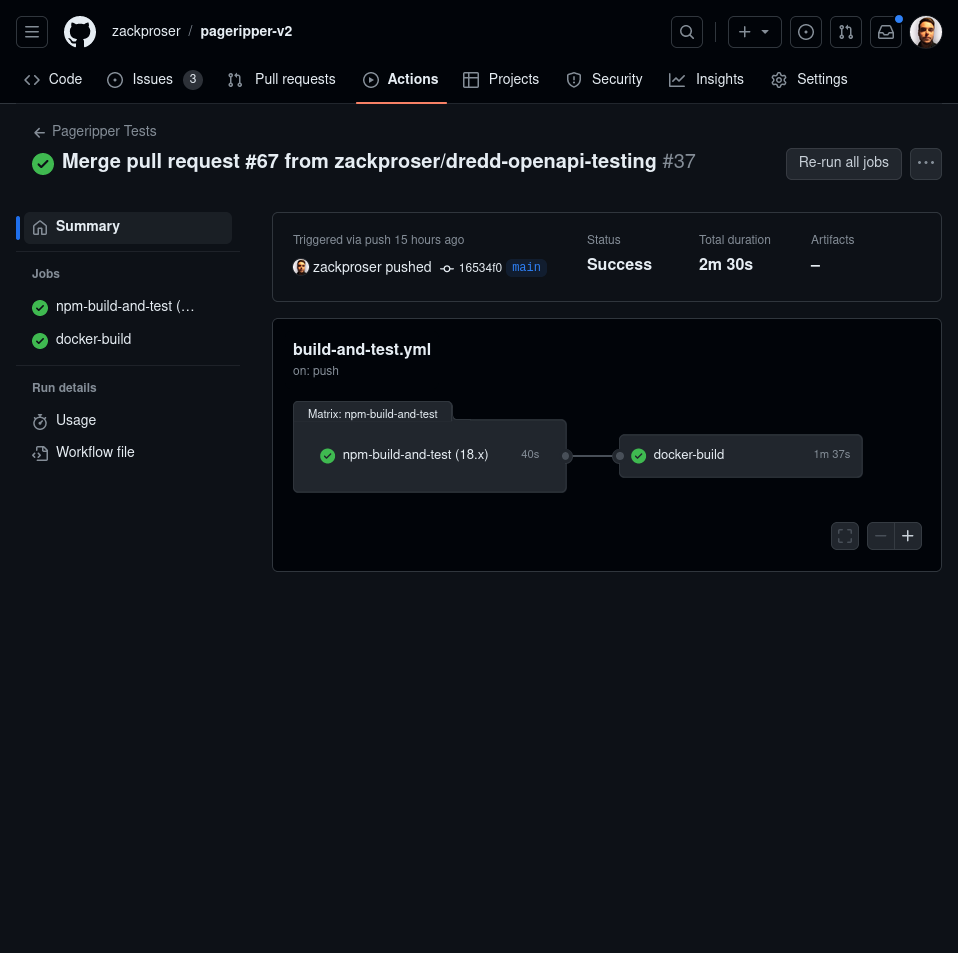 zackproser / pageripper-v2
Code Issues 3 Pull requests Actions Projects Security Insights Settings
Pageripper Tests
Merge pull request #67 from zackproser/dredd-openapi-testing #37
Re-run all jobs
Summary
Jobs
npm-build-and-test (…
docker-build
Run details
Usage
Workflow file
Triggered via push 15 hours ago
zackproser pushed 16534f0 main
Status
Success
Total duration
2m 30s
Artifacts
–
build-and-test.yml
on: push
Matrix: npm-build-and-test
npm-build-and-test (18.x) 40s
docker-build 1m 37s